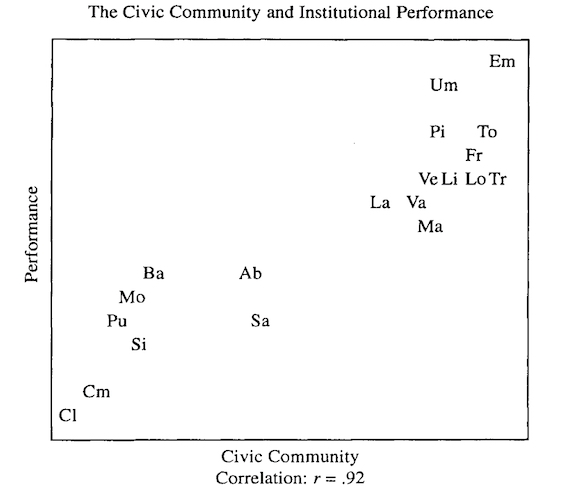 The Civic Community and Institutional Performance
Em
Um
Pi To
Fr
Ve Li Lo Tr
La Va
Ma
Performance
Ba Ab
Mo
Pu Sa
Si
Cm
Cl
Civic Community
Correlation: r = .92